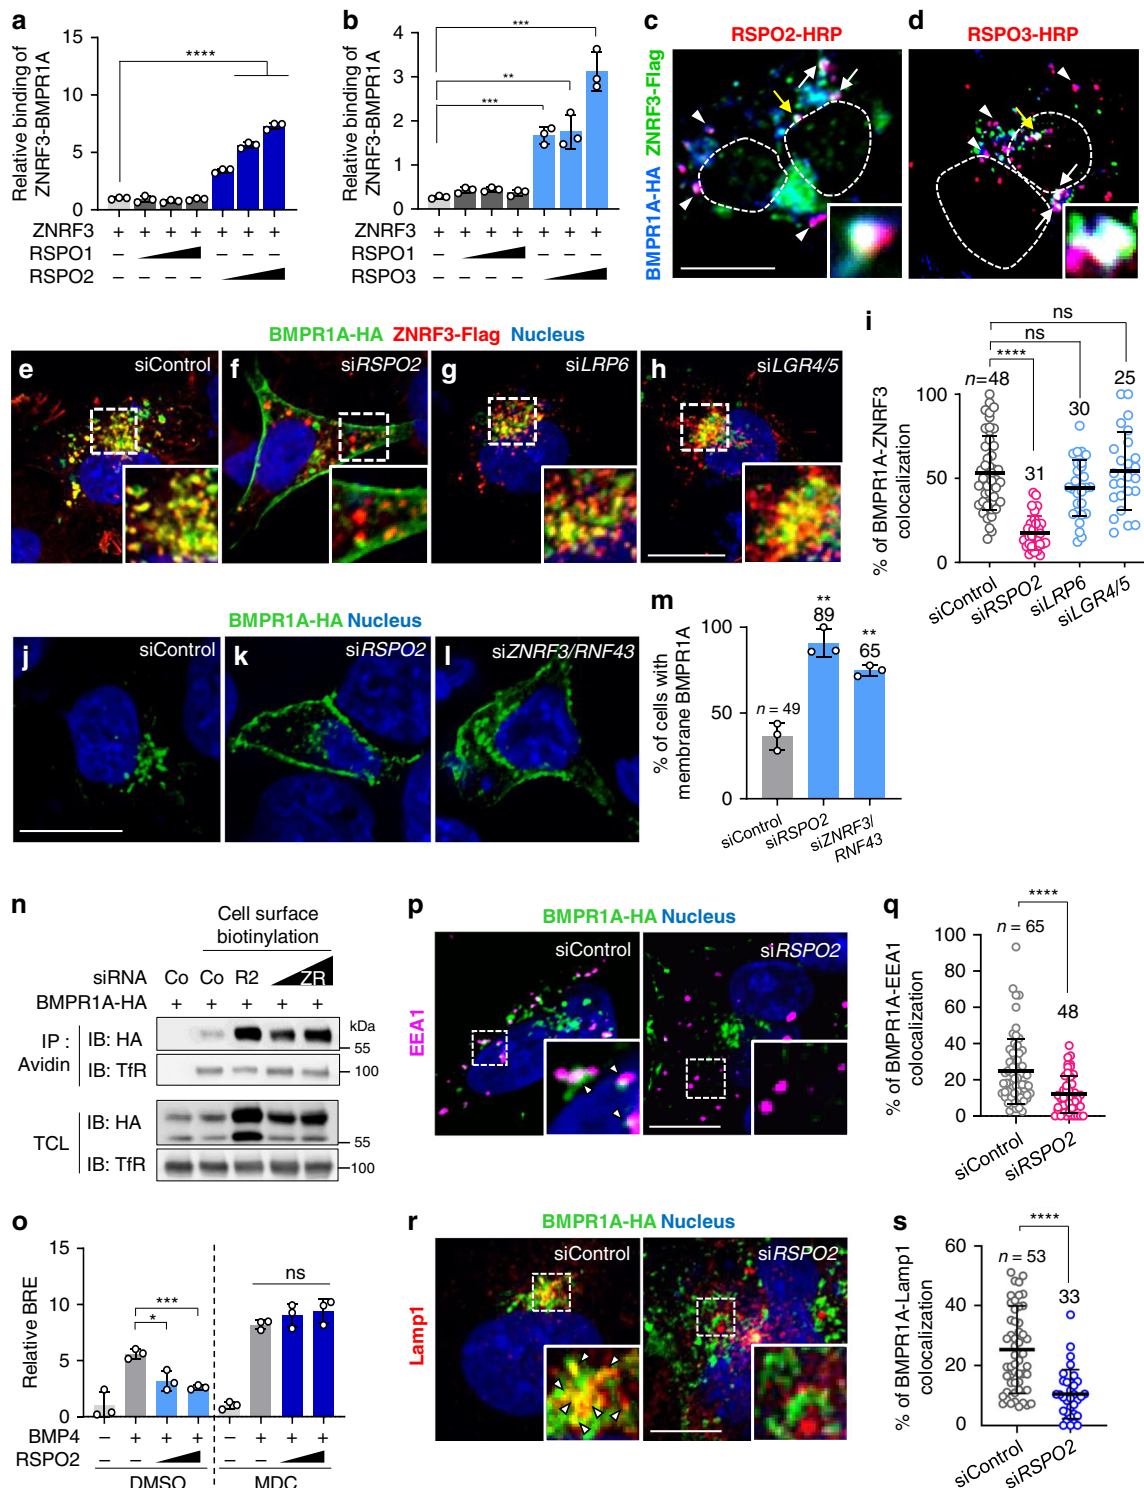 a
Relative binding of
ZNRF3-BMPR1A
15
10
5
0
****
ZNRF3 + + + + + + +
RSPO1 –
RSPO2 – – – –
b
Relative binding of
ZNRF3-BMPR1A
4
3
2
1
0
***
**
***
ZNRF3 + + + + + + +
RSPO1 –
RSPO3 – – – –
c
RSPO2-HRP
BMPR1A-HA ZNRF3-Flag
d
RSPO3-HRP
BMPR1A-HA ZNRF3-Flag Nucleus
e
siControl
f
siRSPO2
g
siLRP6
h
siLGR4/5
i
ns
ns
****
n=48
31
30
25
% of BMPR1A-ZNRF3
colocalization
100
50
0
siControl
siRSPO2
siLRP6
siLGR4/5
BMPR1A-HA Nucleus
j
siControl
k
siRSPO2
l
siZNRF3/RNF43
m
% of cells with
membrane BMPR1A
100
50
0
n = 49
**
89
**
65
siControl
siRSPO2
siZNRF3/
RNF43
n
Cell surface
biotinylation
siRNA Co Co R2 ZR
BMPR1A-HA + + + + +
IP :
Avidin
IB: HA
IB: TfR
kDa
55
100
TCL
IB: HA
IB: TfR
55
100
o
Relative BRE
15
10
5
0
***
*
ns
BMP4 – + + + – + + +
RSPO2 – – – –
DMSO
MDC
p
BMPR1A-HA Nucleus
EEA1
siControl
siRSPO2
q
****
n = 65
48
% of BMPR1A-EEA1
colocalization
100
80
60
40
20
0
siControl
siRSPO2
r
BMPR1A-HA Nucleus
Lamp1
siControl
siRSPO2
s
****
n = 53
33
% of BMPR1A-Lamp1
colocalization
60
40
20
0
siControl
siRSPO2